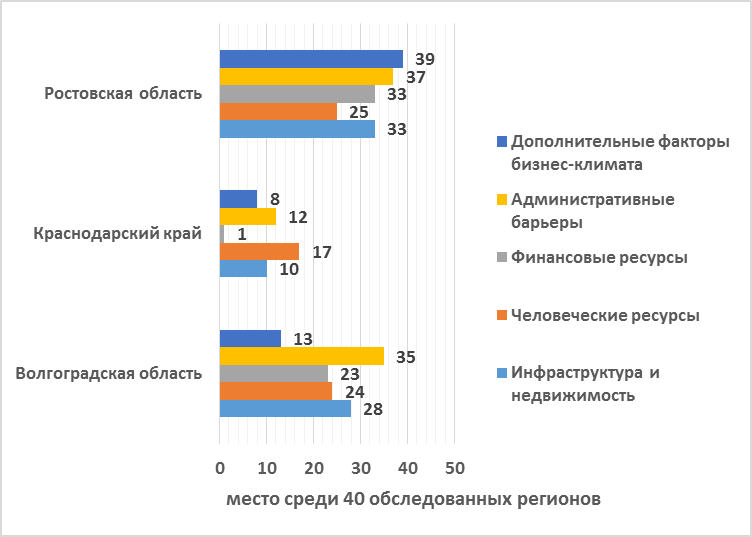 Ростовская область
39
37
33
25
33
Краснодарский край
8
12
1
17
10
Волгоградская область
13
35
23
24
28
0 10 20 30 40 50
место среди 40 обследованных регионов
Дополнительные факторы
бизнес-климата
Административные
барьеры
Финансовые ресурсы
Человеческие ресурсы
Инфраструктура и
недвижимость